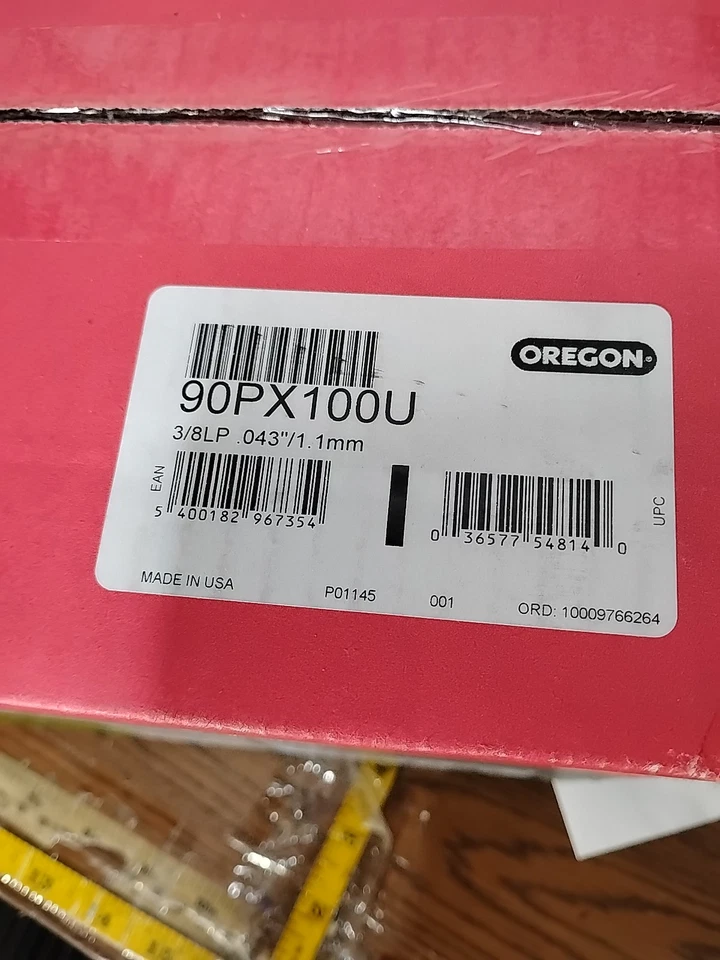 OREGON
90PX100U
3/8LP .043"/1.1mm
EAN
5 400182 967354
0 36577 54814 0
UPC
MADE IN USA
P01145
001
ORD: 10009766264